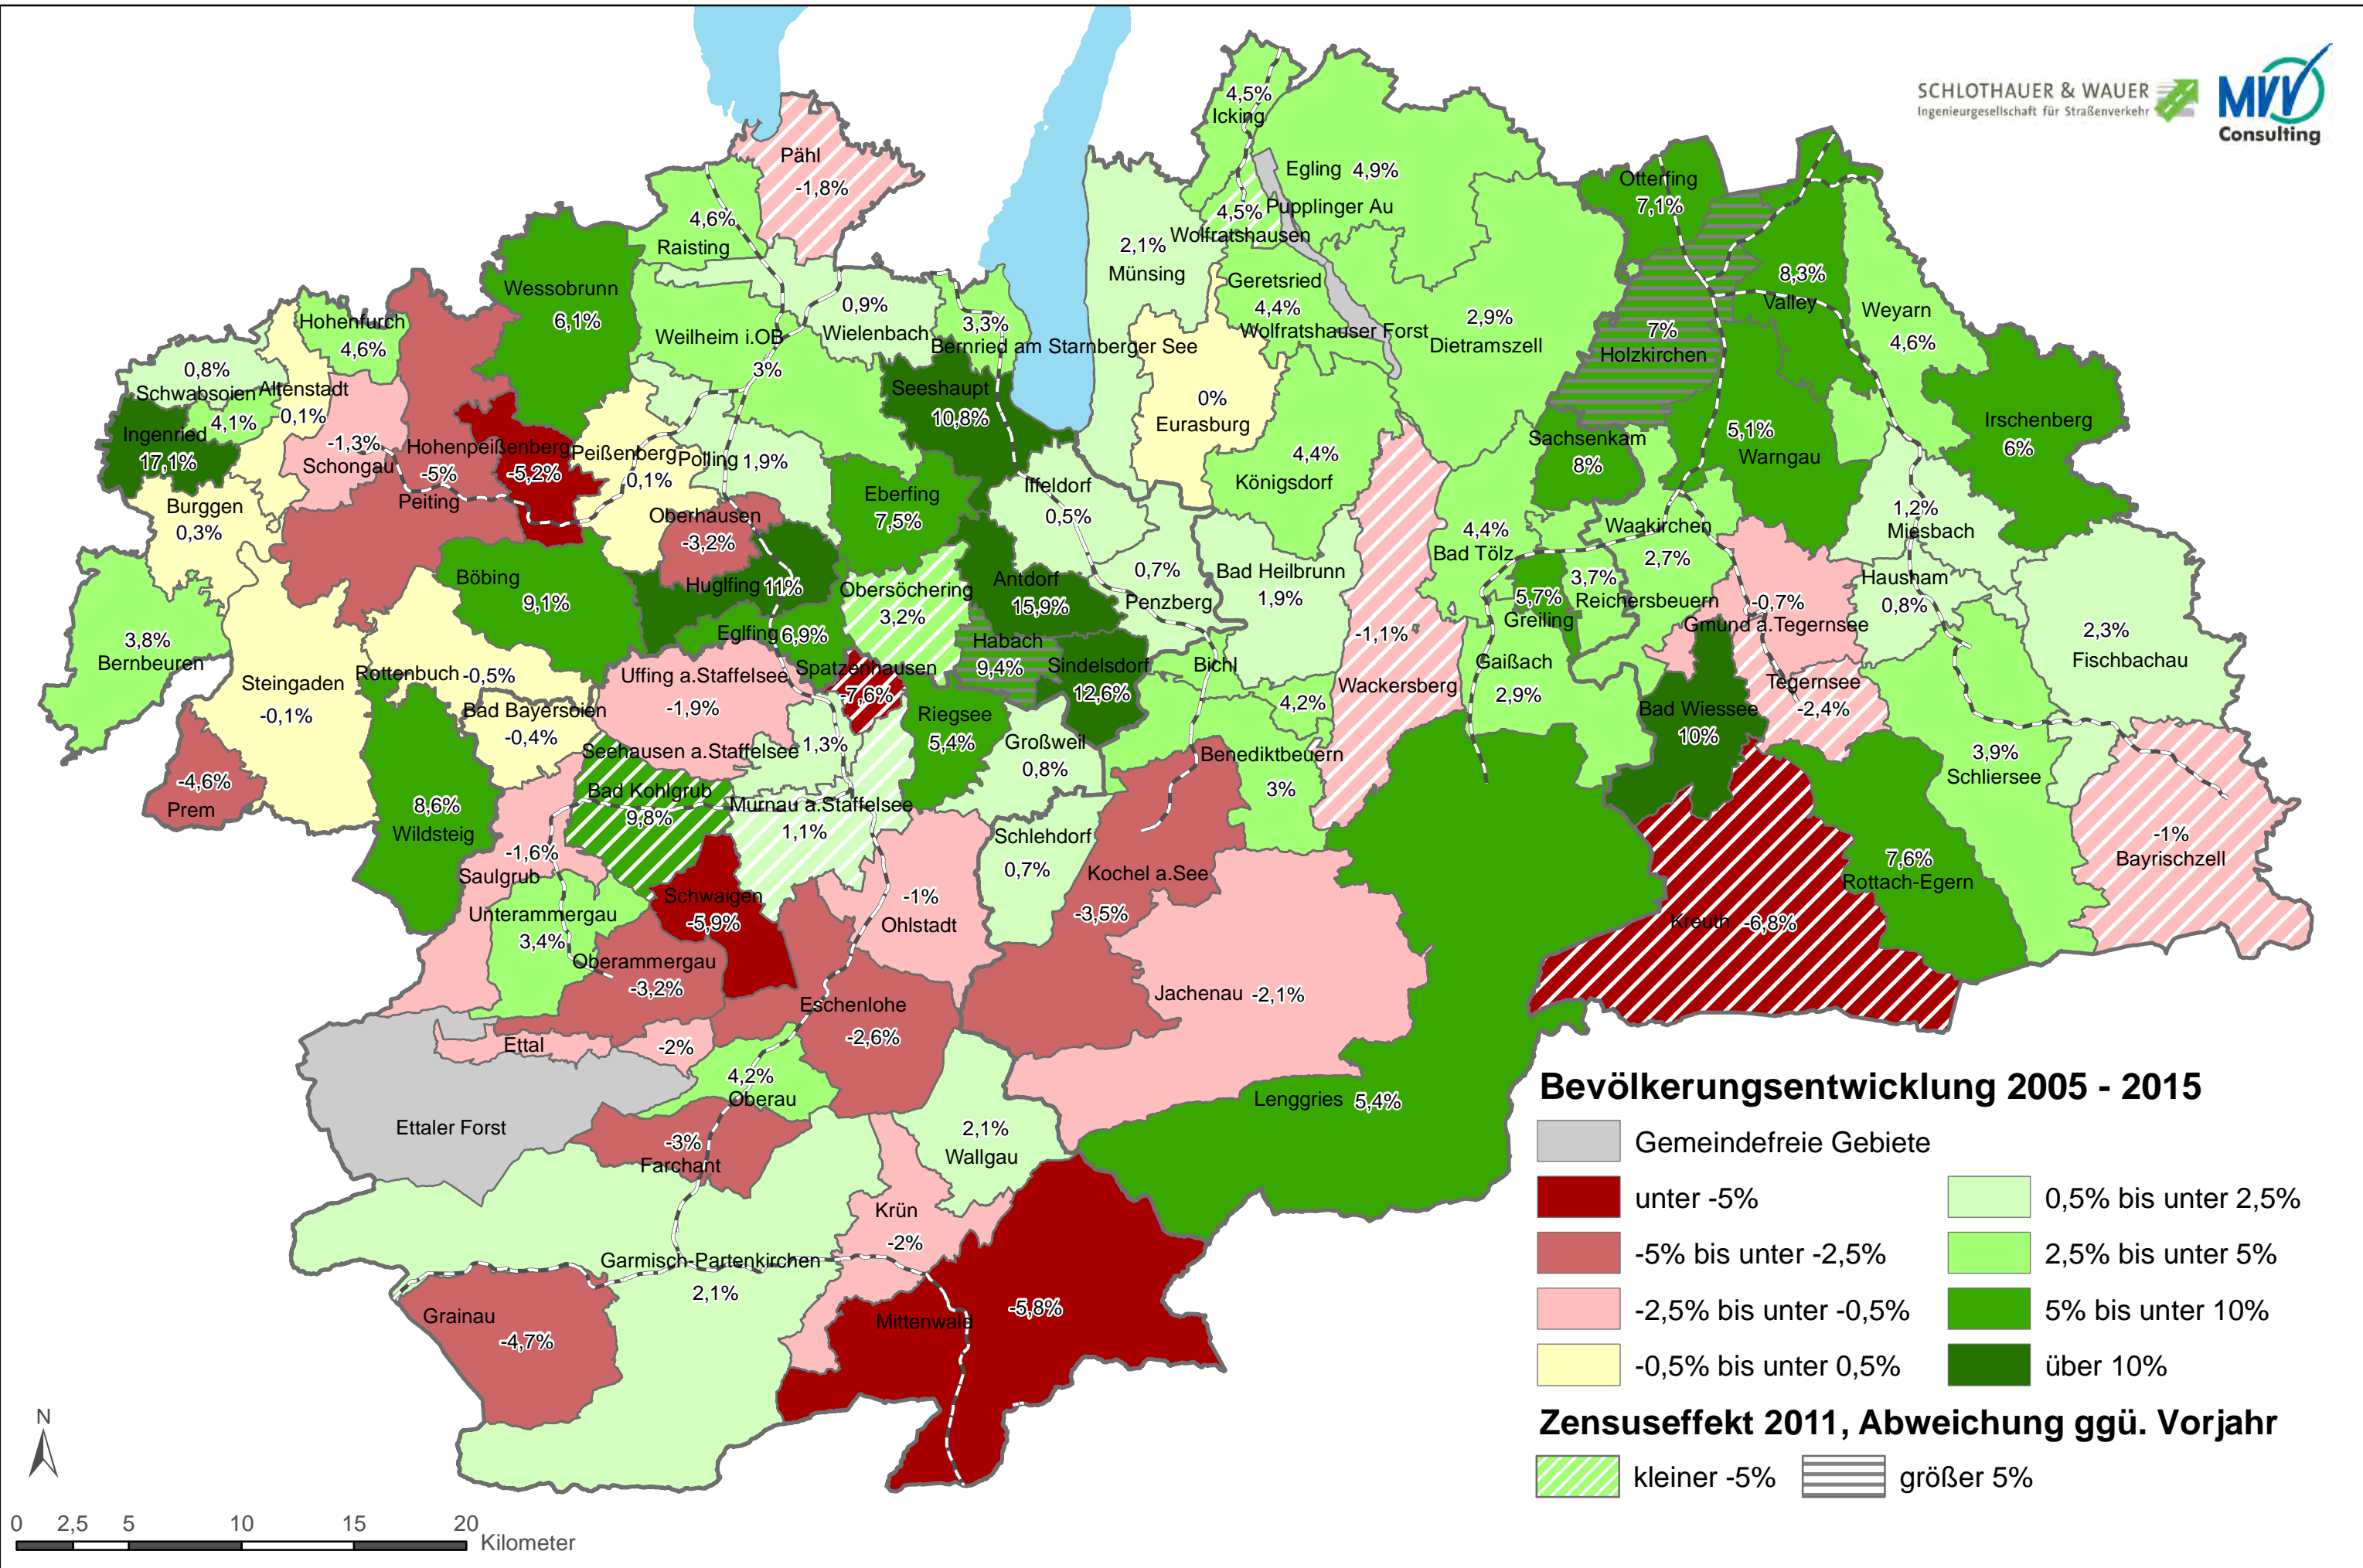 SCHLOTHAUER & WAUER
Ingenieurgesellschaft für Straßenverkehr
MVV
Consulting
4,5%
Icking
Pähl
-1,8%
Egling 4,9%
Otterfing
7,1%
4,6%
Raisting
4,5%
Pupplinger Au
Wolfratshausen
2,1%
Münsing
Wessobrunn
6,1%
0,9%
Wielenbach
Geretsried
4,4%
Wolfratshauser Forst
8,3%
Valley
Weyarn
4,6%
Hohenfurch
4,6%
Weilheim i.OB
3%
3,3%
Bernried am Starnberger See
2,9%
Dietramszell
7%
Holzkirchen
0,8%
Schwabsoien
Altenstadt
0,1%
4,1%
Seeshaupt
10,8%
0%
Eurasburg
Ingenried
17,1%
-1,3%
Schongau
Hohenpeißenberg
-5,2%
-5%
Peiting
Peißenberg
0,1%
Polling 1,9%
4,4%
Königsdorf
Sachsenkam
8%
5,1%
Warngau
Irschenberg
6%
Burggen
0,3%
Oberhausen
-3,2%
Eberfing
7,5%
Iffeldorf
0,5%
4,4%
Bad Tölz
Waakirchen
2,7%
1,2%
Miesbach
Böbing
9,1%
Huglfing 11%
Obersöchering
3,2%
Antdorf
15,9%
0,7%
Penzberg
Bad Heilbrunn
1,9%
5,7%
Greiling
3,7%
Reichersbeuern
-0,7%
Gmund a.Tegernsee
Hausham
0,8%
3,8%
Bernbeuren
Eglfing 6,9%
Habach
9,4%
Sindelsdorf
12,6%
Bichl
4,2%
-1,1%
Wackersberg
Gaißach
2,9%
2,3%
Fischbachau
Steingaden
-0,1%
Rottenbuch -0,5%
Uffing a.Staffelsee
-1,9%
Spatzenhausen
-7,6%
Bad Wiessee
10%
Tegernsee
-2,4%
Bad Bayersoien
-0,4%
Riegsee
5,4%
Großweil
0,8%
Benediktbeuern
3%
3,9%
Schliersee
Seehausen a.Staffelsee 1,3%
-4,6%
Prem
8,6%
Wildsteig
Bad Kohlgrub
9,8%
Murnau a.Staffelsee
1,1%
Schlehdorf
0,7%
-1%
Bayrischzell
-1,6%
Saulgrub
Kochel a.See
-3,5%
7,6%
Rottach-Egern
Unterammergau
3,4%
Schwaigen
-5,9%
-1%
Ohlstadt
Kreuth -6,8%
Oberammergau
-3,2%
Eschenlohe
-2,6%
Jachenau -2,1%
Ettal
-2%
4,2%
Oberau
Lenggries 5,4%
Ettaler Forst
-3%
Farchant
2,1%
Wallgau
Krün
-2%
Garmisch-Partenkirchen
2,1%
Grainau
-4,7%
Mittenwald
-5,8%
Bevölkerungsentwicklung 2005 - 2015
Gemeindefreie Gebiete
unter -5%
-5% bis unter -2,5%
-2,5% bis unter -0,5%
-0,5% bis unter 0,5%
0,5% bis unter 2,5%
2,5% bis unter 5%
5% bis unter 10%
über 10%
Zensuseffekt 2011, Abweichung ggü. Vorjahr
kleiner -5%
größer 5%
N
0 2,5 5 10 15 20
Kilometer